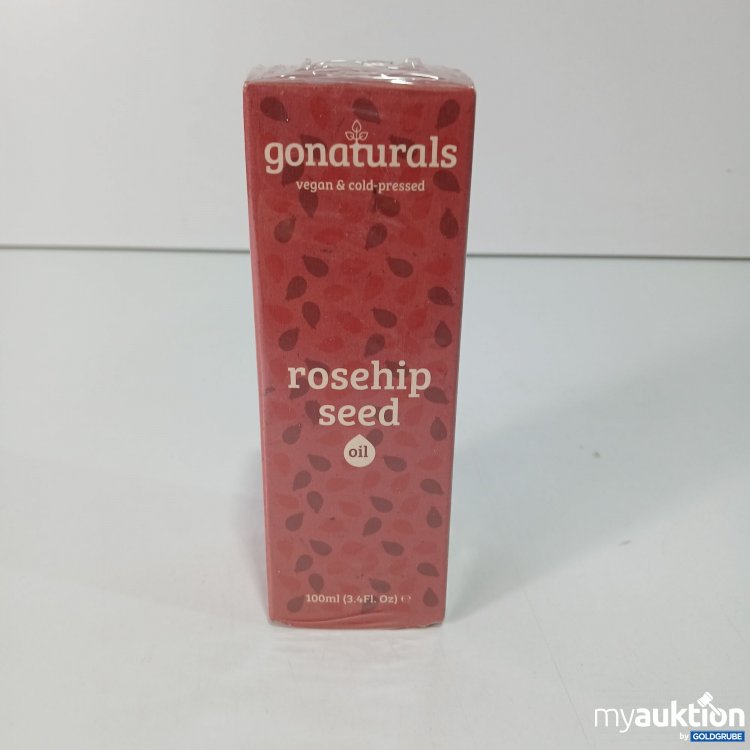 gonaturals
vegan & cold-pressed
rosehip
seed
oil
100ml (3.4Fl. Oz) ℮
myauktion
by GOLDGRUBE